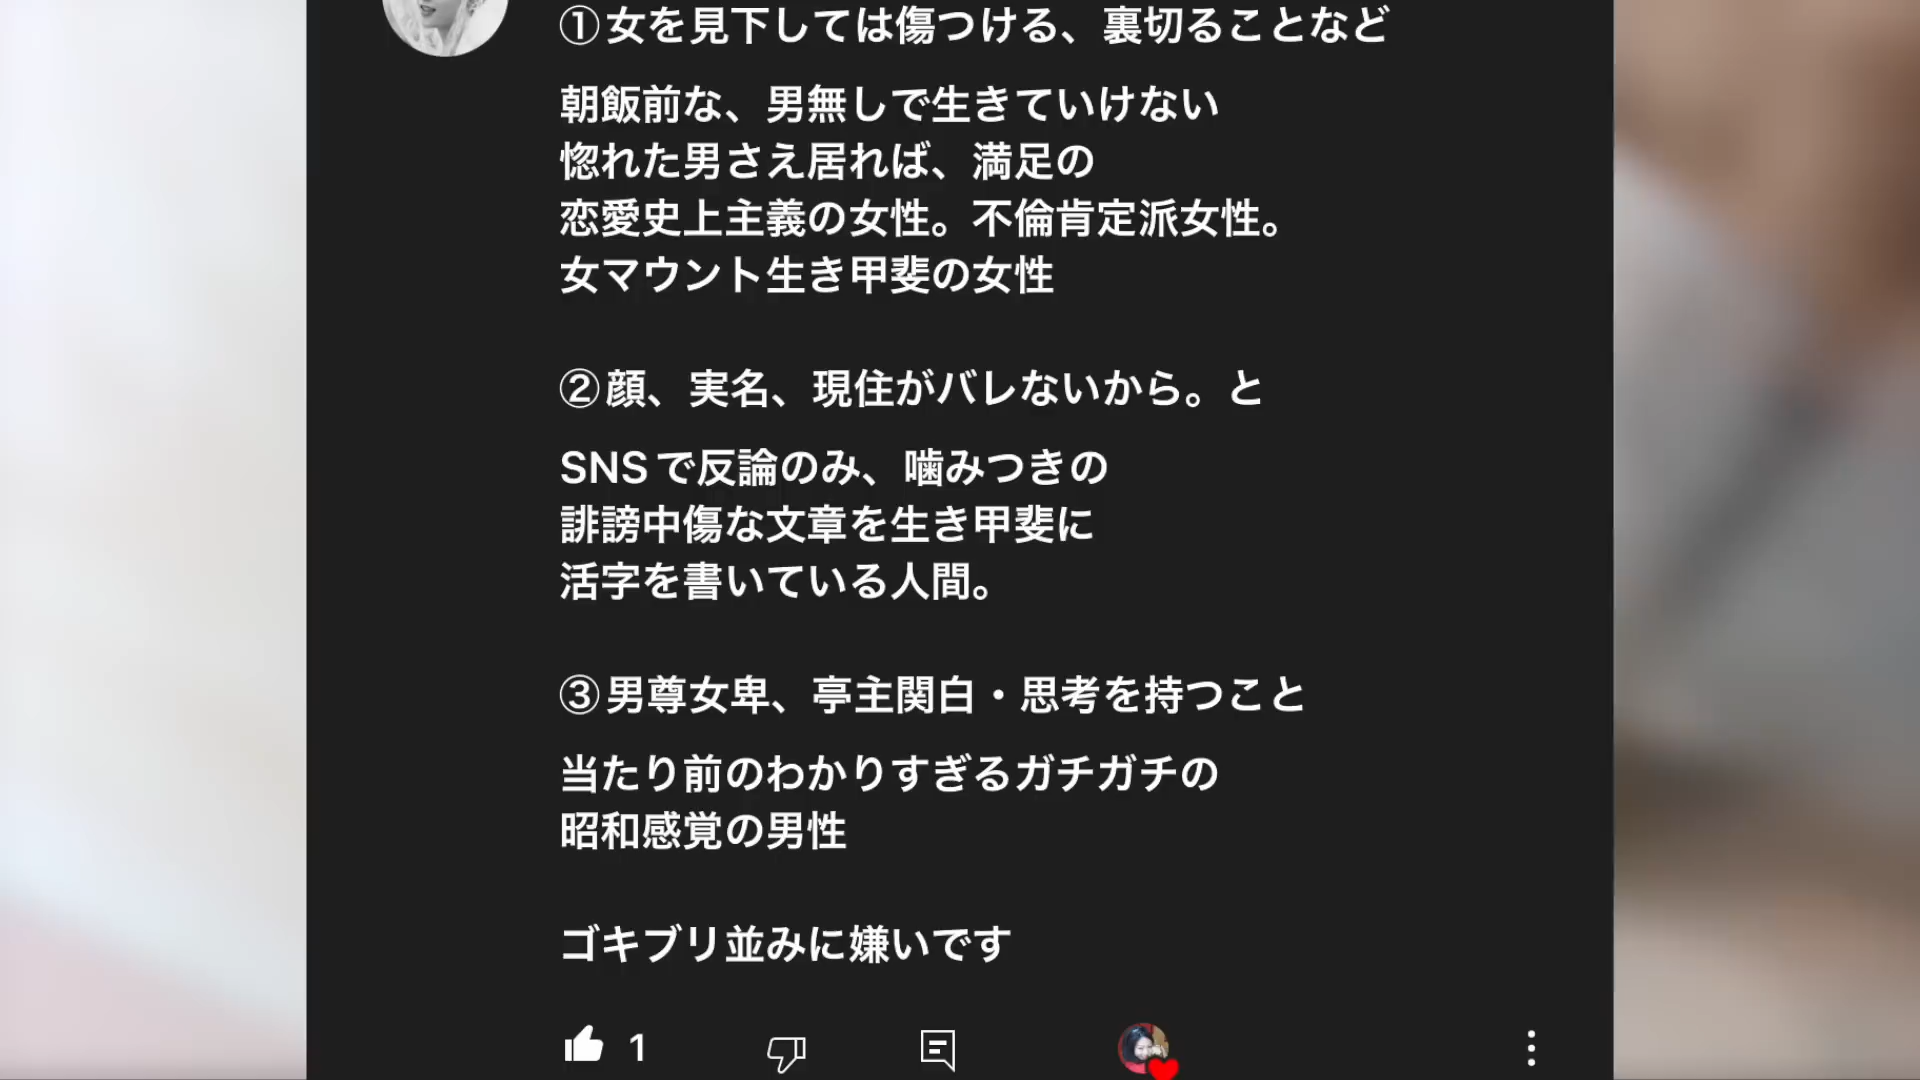 ①女を見下しては傷つける、裏切ることなど
朝飯前な、男無しで生きていけない
惚れた男さえ居れば、満足の
恋愛史上主義の女性。不倫肯定派女性。
女マウント生き甲斐の女性
②顔、実名、現住がバレないから。と
SNSで反論のみ、噛みつきの
誹謗中傷な文章を生き甲斐に
活字を書いている人間。
③男尊女卑、亭主関白・思考を持つこと
当たり前のわかりすぎるガチガチの
昭和感覚の男性
ゴキブリ並みに嫌いです
1